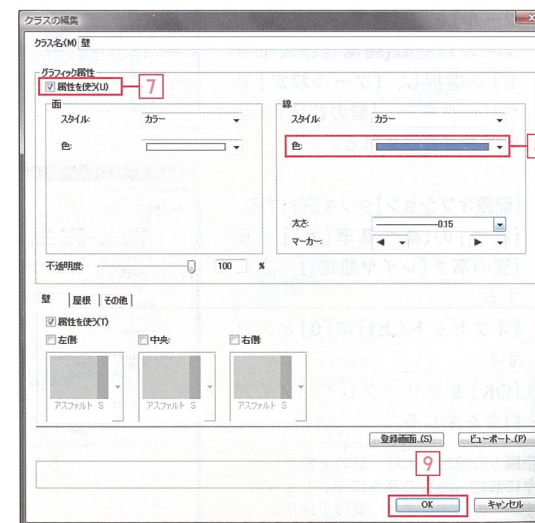 クラスの編集
クラス名(M) 壁
グラフィック属性
属性を使う(U)
7
面
線
スタイル: カラー
スタイル: カラー
色:
色:
太さ: 0.15
マーカー:
不透明度: 100 %
壁 屋根 その他
属性を使う(T)
左側:
中央:
右側:
アスファルト S
アスファルト S
アスファルト S
登録画面.(S)
ビューポート.(P)
9
OK
キャンセル